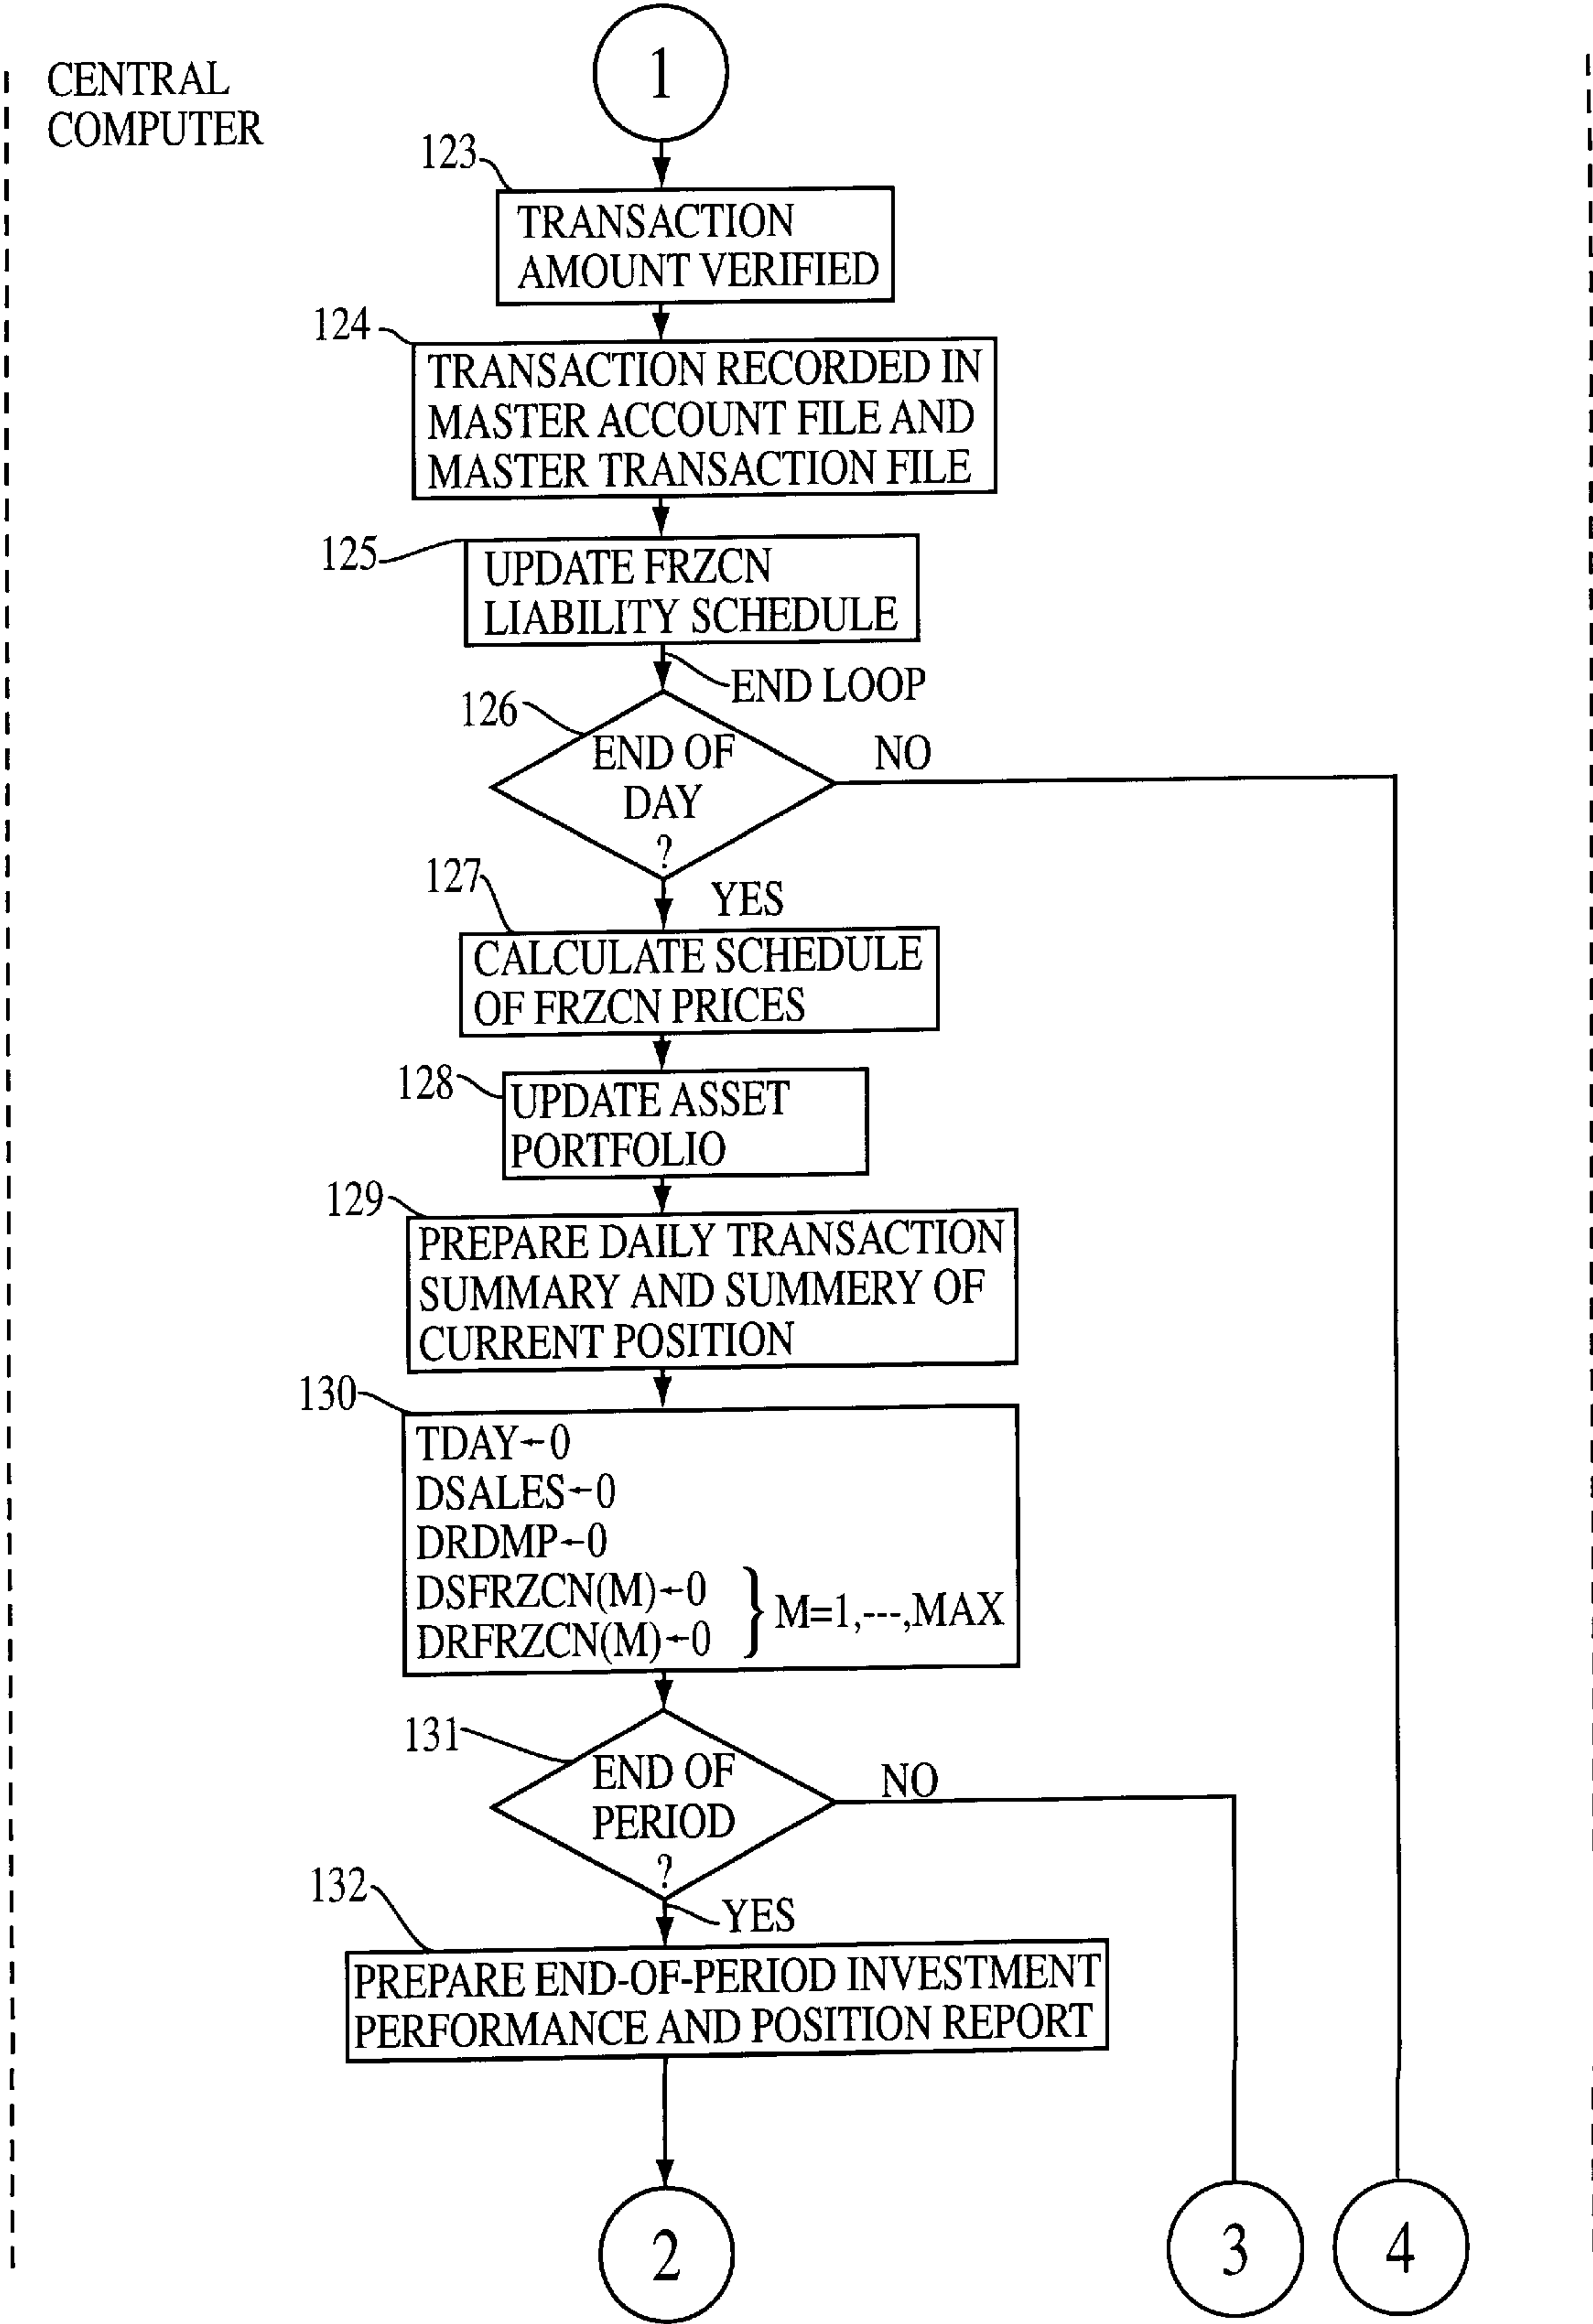 CENTRAL
COMPUTER
1
123
TRANSACTION
AMOUNT VERIFIED
124
TRANSACTION RECORDED IN
MASTER ACCOUNT FILE AND
MASTER TRANSACTION FILE
125
UPDATE FRZCN
LIABILITY SCHEDULE
END LOOP
126
END OF
DAY
?
NO
YES
127
CALCULATE SCHEDULE
OF FRZCN PRICES
128
UPDATE ASSET
PORTFOLIO
129
PREPARE DAILY TRANSACTION
SUMMARY AND SUMMERY OF
CURRENT POSITION
130
TDAY←0
DSALES←0
DRDMP←0
DSFRZCN(M)←0
DRFRZCN(M)←0
} M=1,---,MAX
131
END OF
PERIOD
?
NO
YES
132
PREPARE END-OF-PERIOD INVESTMENT
PERFORMANCE AND POSITION REPORT
2
3
4